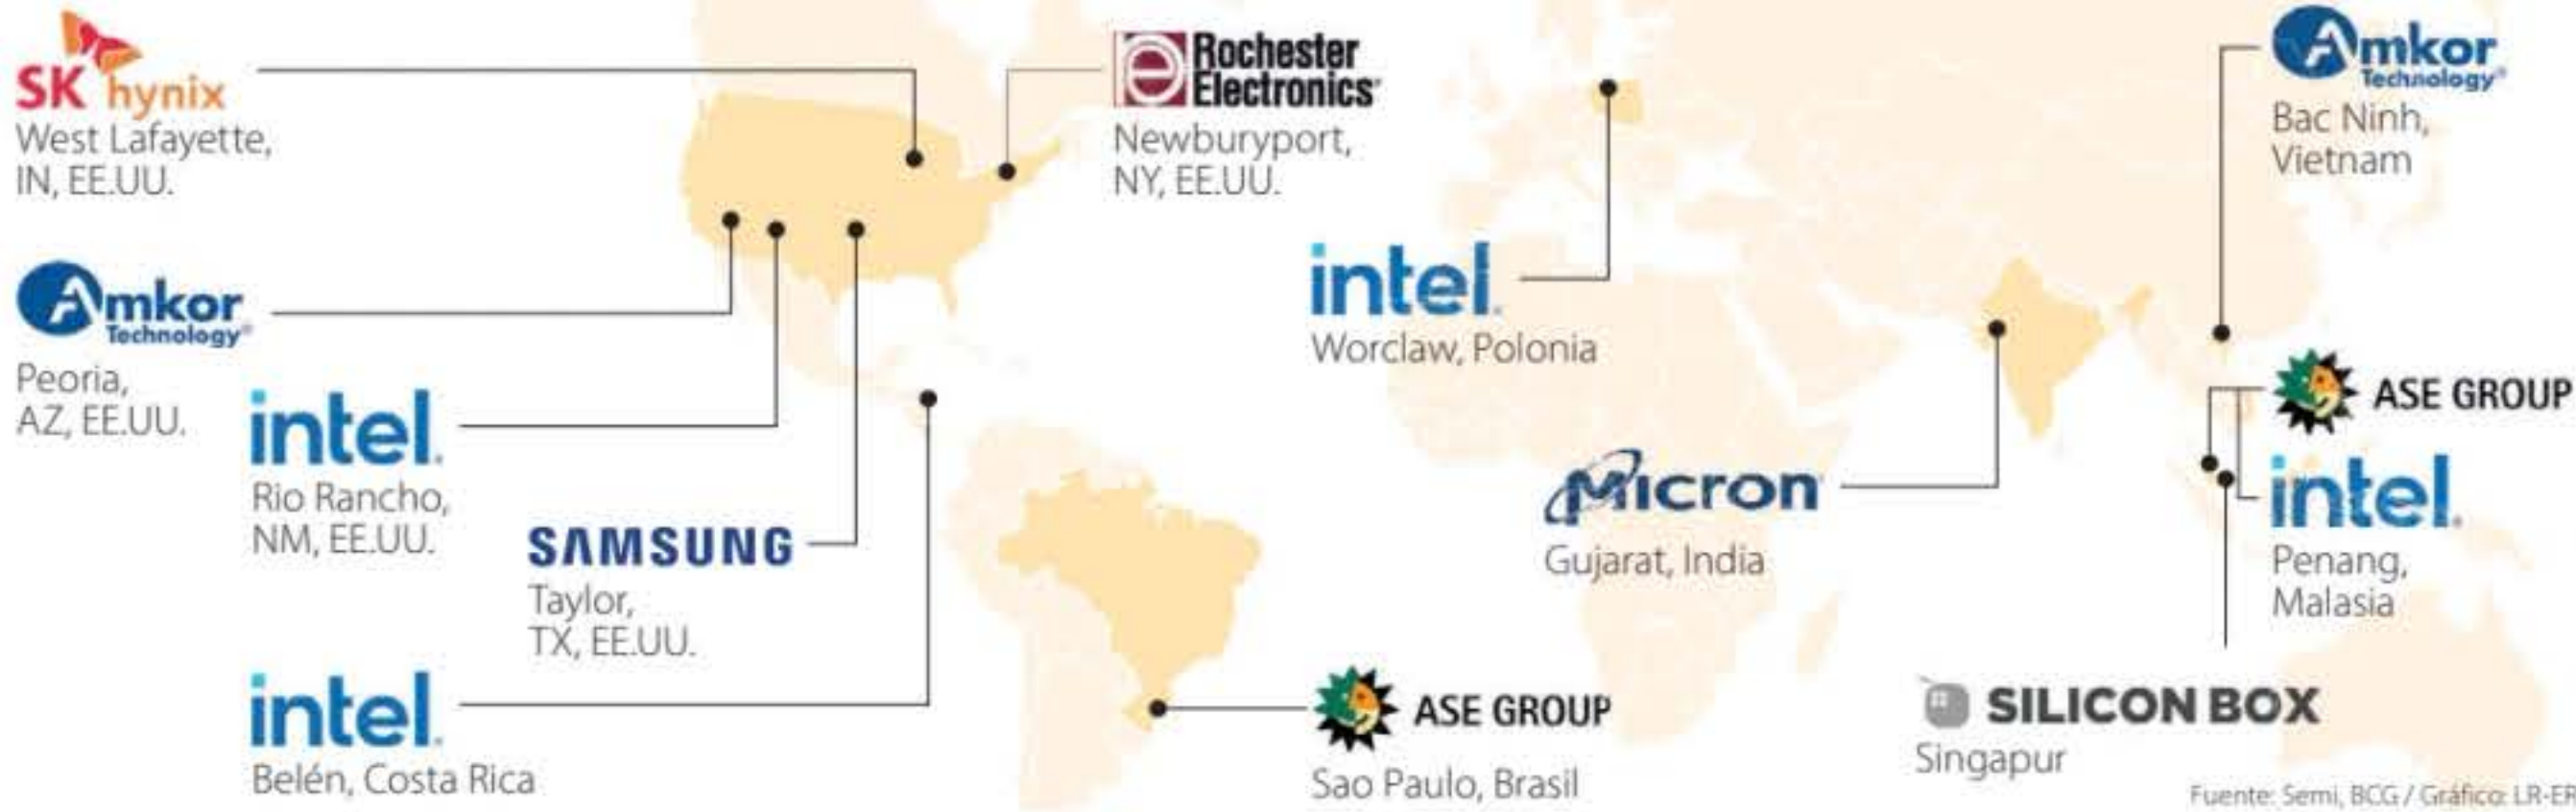 SK hynix
West Lafayette,
IN, EE.UU.
Rochester
Electronics
Newburyport,
NY, EE.UU.
Amkor
Technology®
Bac Ninh,
Vietnam
Amkor
Technology®
Peoria,
AZ, EE.UU.
intel.
Rio Rancho,
NM, EE.UU.
SAMSUNG
Taylor,
TX, EE.UU.
intel.
Belén, Costa Rica
intel.
Worclaw, Polonia
Micron
Gujarat, India
ASE GROUP
intel.
Penang,
Malasia
ASE GROUP
Sao Paulo, Brasil
SILICON BOX
Singapur
Fuente: Semi, BCG / Gráfico: LR-ER